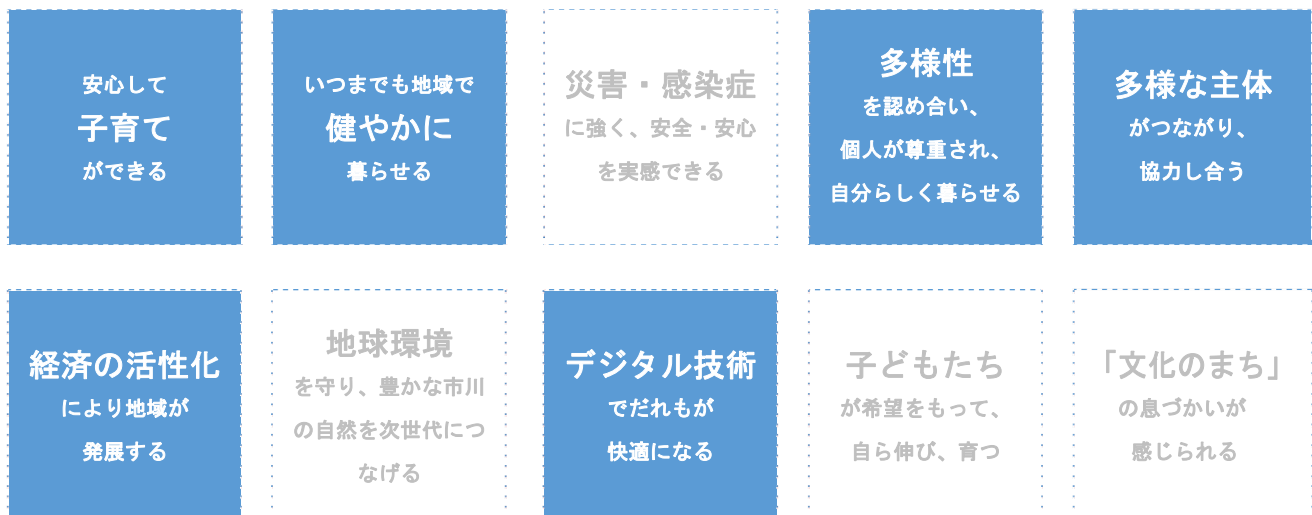 安心して
子育て
ができる
いつまでも地域で
健やかに
暮らせる
災害・感染症
に強く、安全・安心
を実感できる
多様性
を認め合い、
個人が尊重され、
自分らしく暮らせる
多様な主体
がつながり、
協力し合う
経済の活性化
により地域が
発展する
地球環境
を守り、豊かな市川
の自然を次世代につ
なげる
デジタル技術
でだれもが
快適になる
子どもたち
が希望をもって、
自ら伸び、育つ
「文化のまち」
の息づかいが
感じられる